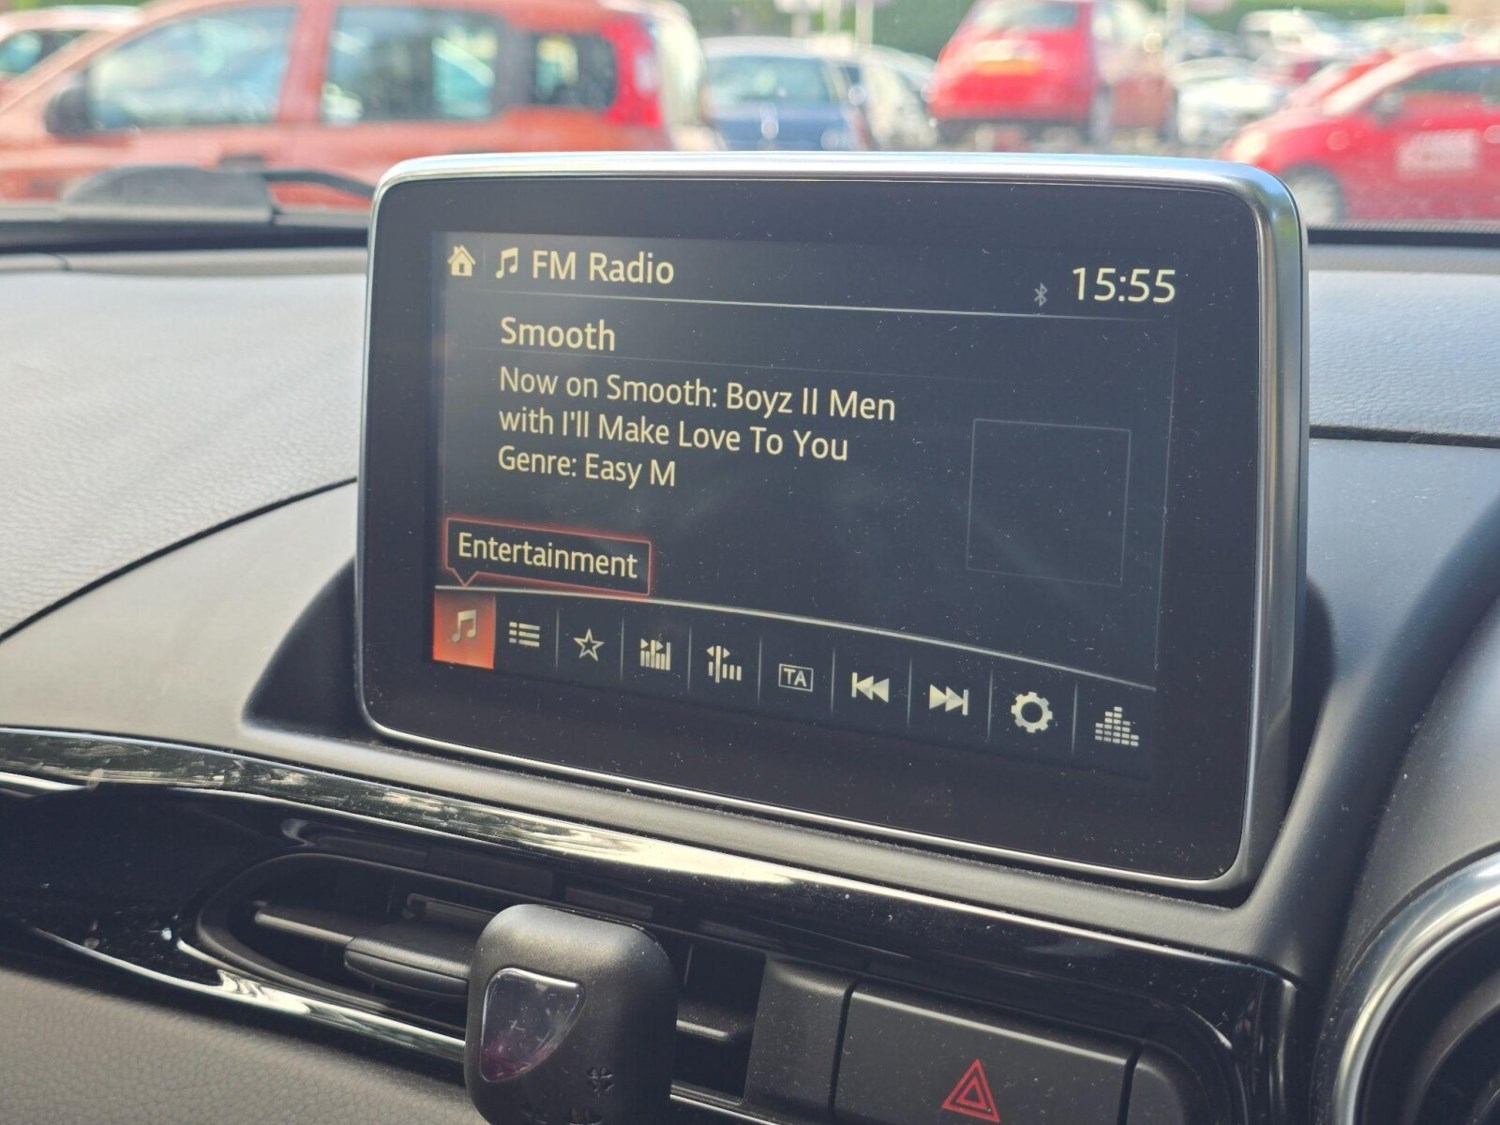 FM Radio
15:55
Smooth
Now on Smooth: Boyz II Men
with I'll Make Love To You
Genre: Easy M
Entertainment
TA